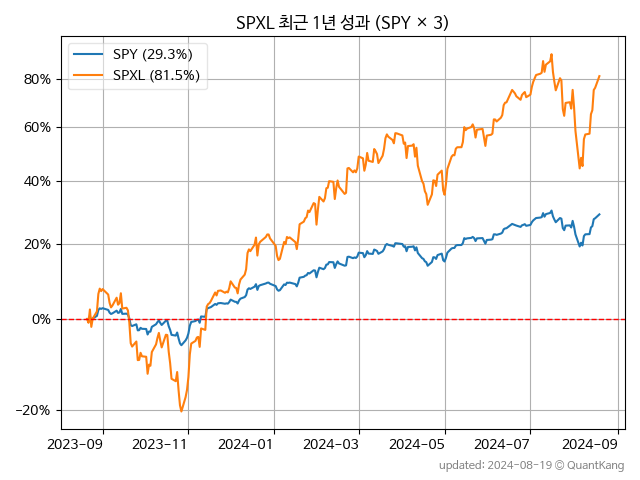 SPXL 최근 1년 성과 (SPY × 3)
SPY (29.3%)
SPXL (81.5%)
80%
60%
40%
20%
0%
−20%
2023-09 2023-11 2024-01 2024-03 2024-05 2024-07 2024-09
updated: 2024-08-19 © QuantKang